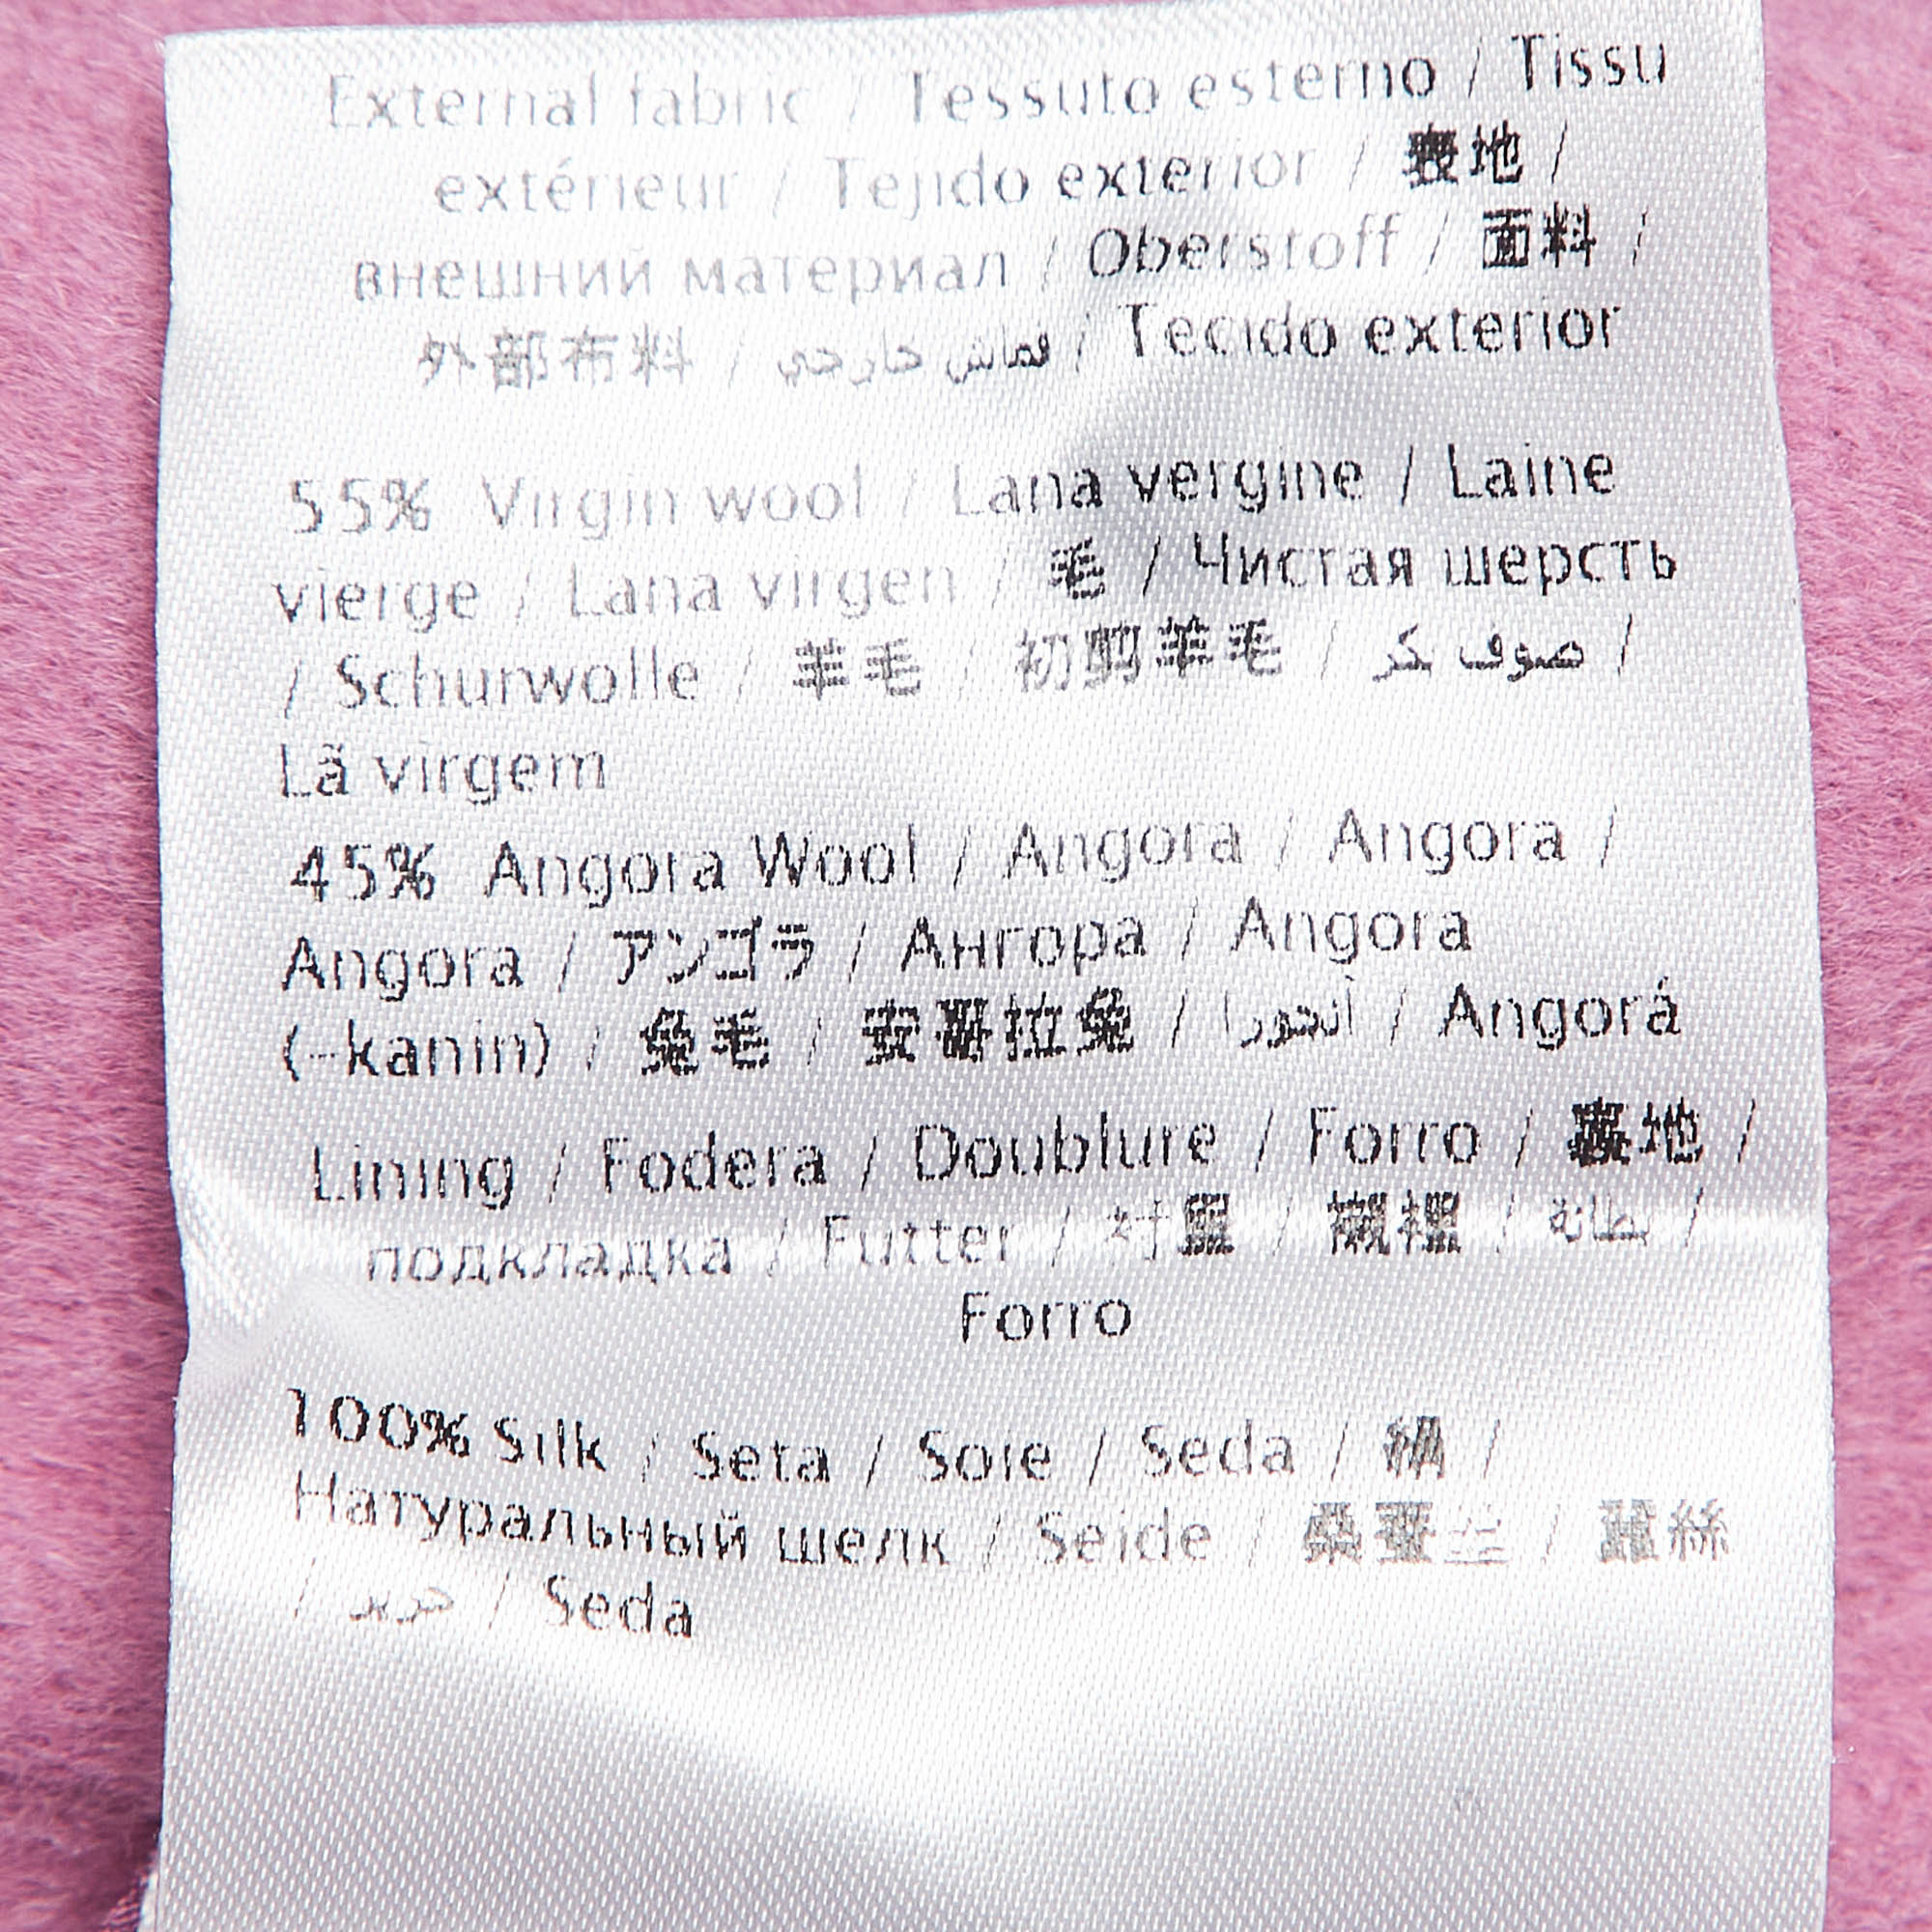 External fabric / Tessuto esterno / Tissu
extérieur / Tejido exterior / 表地 /
внешний материал / Oberstoff / 面料 /
外部布料 / قماش خارجي / Tecido exterior
55% Virgin wool / Lana vergine / Laine
vierge / Lana virgen / 毛 / Чистая шерсть
/ Schurwolle / 羊毛 / 初剪羊毛 / صوف بكر /
Lã virgem
45% Angora Wool / Angora / Angora /
Angora / アンゴラ / Ангора / Angora
(-kanin) / 兔毛 / 安哥拉兔 / أنجورا / Angorá
Lining / Fodera / Doublure / Forro / 裏地 /
подкладка / Futter / 衬里 / 襯裡 / بطانة /
Forro
100% Silk / Seta / Soie / Seda / 絹 /
Натуральный шелк / Seide / 桑蚕丝 / 蠶絲
/ حرير / Seda